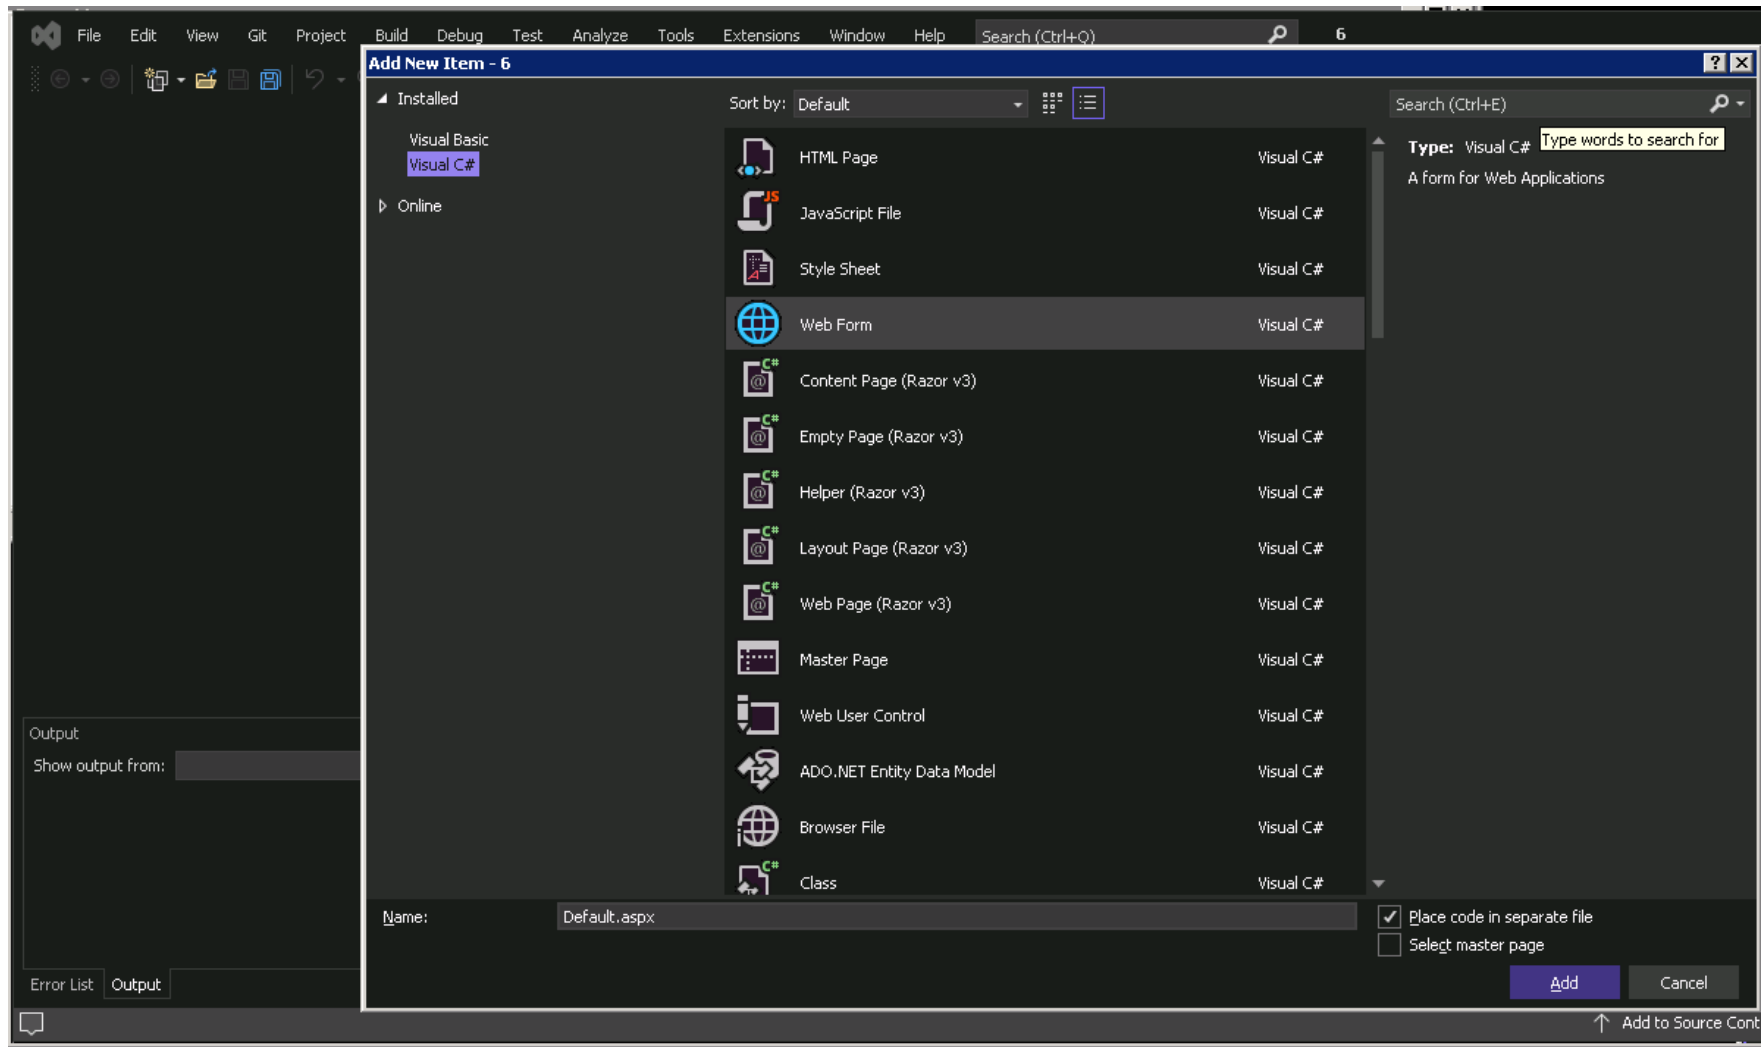 File Edit View Git Project Build Debug Test Analyze Tools Extensions Window Help Search (Ctrl+Q) 6
Add New Item - 6
Installed
Visual Basic
Visual C#
Online
Sort by: Default
Search (Ctrl+E)
HTML Page Visual C#
JavaScript File Visual C#
Style Sheet Visual C#
Web Form Visual C#
Content Page (Razor v3) Visual C#
Empty Page (Razor v3) Visual C#
Helper (Razor v3) Visual C#
Layout Page (Razor v3) Visual C#
Web Page (Razor v3) Visual C#
Master Page Visual C#
Web User Control Visual C#
ADO.NET Entity Data Model Visual C#
Browser File Visual C#
Class Visual C#
Type: Visual C#
Type words to search for
A form for Web Applications
Output
Show output from:
Name: Default.aspx
Place code in separate file
Select master page
Add Cancel
Error List Output
Add to Source Cont